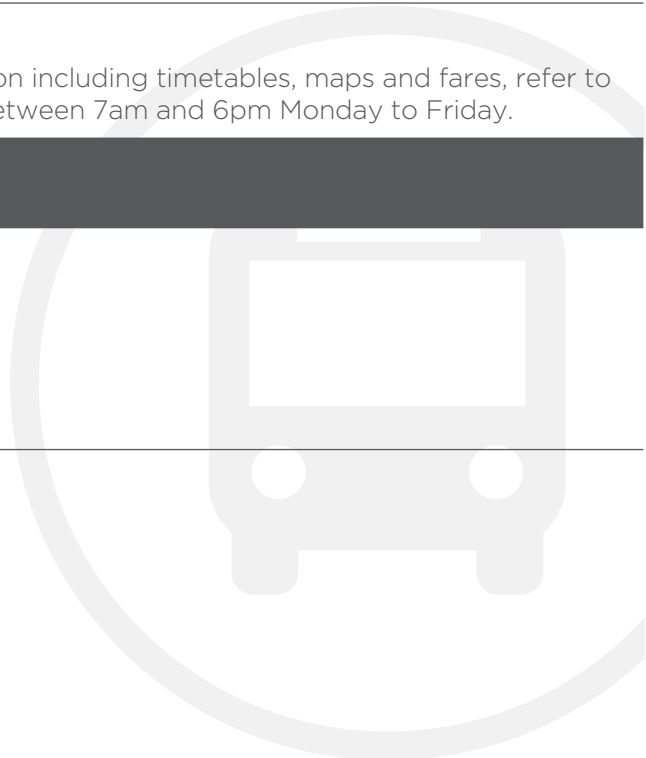 on including timetables, maps and fares, refer to
etween 7am and 6pm Monday to Friday.